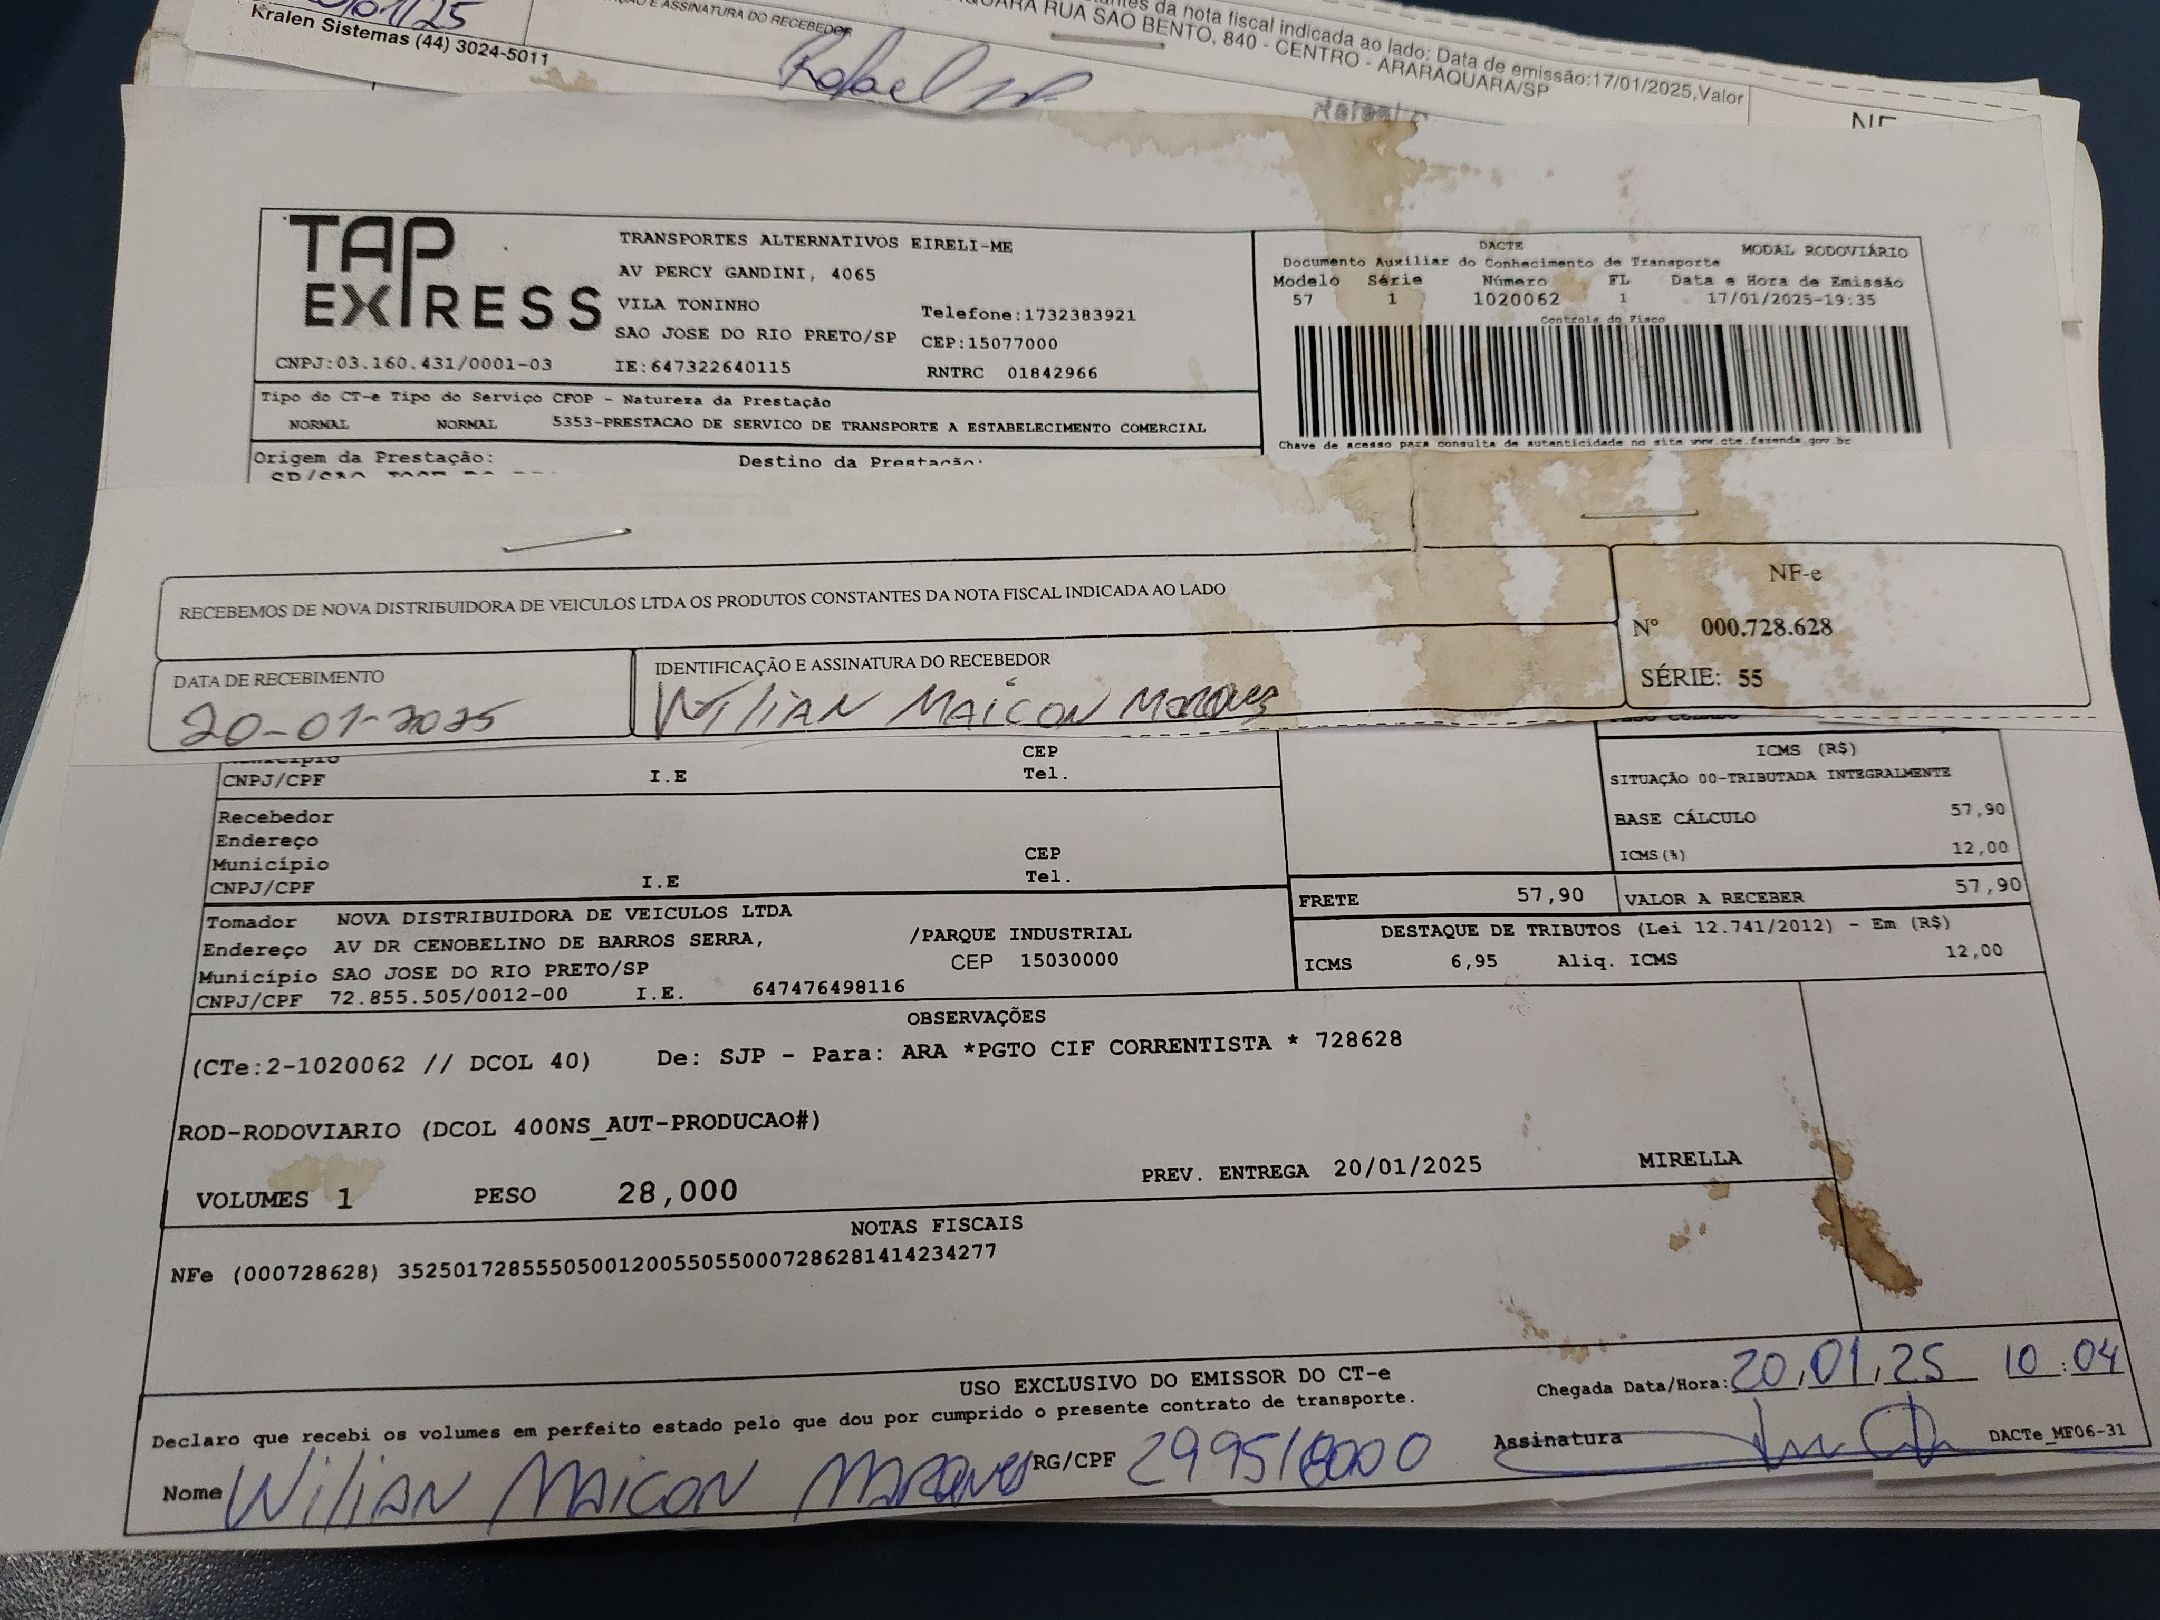 Kralen Sistemas (44) 3024-5011
E ASSINATURA DO RECEBEDOR
da nota fiscal indicada ao lado: Data de emissão:17/01/2025,Valor
RUA SAO BENTO, 840 - CENTRO - ARARAQUARA/SP
Rafael
TAP EXPRESS
TRANSPORTES ALTERNATIVOS EIRELI-ME
AV PERCY GANDINI, 4065
VILA TONINHO
Telefone:1732383921
SAO JOSE DO RIO PRETO/SP
CEP:15077000
CNPJ:03.160.431/0001-03
IE:647322640115
RNTRC 01842966
DACTE
MODAL RODOVIÁRIO
Documento Auxiliar do Conhecimento de Transporte
Modelo Série Número FL Data e Hora de Emissão
57 1 1020062 1 17/01/2025-19:35
Controle do Fisco
Tipo do CT-e Tipo do Serviço CFOP - Natureza da Prestação
NORMAL NORMAL 5353-PRESTACAO DE SERVICO DE TRANSPORTE A ESTABELECIMENTO COMERCIAL
Chave de acesso para consulta de autenticidade no site www.cte.fazenda.gov.br
Origem da Prestação:
Destino da Prestação:
RECEBEMOS DE NOVA DISTRIBUIDORA DE VEICULOS LTDA OS PRODUTOS CONSTANTES DA NOTA FISCAL INDICADA AO LADO
NF-e
Nº 000.728.628
SÉRIE: 55
DATA DE RECEBIMENTO
20-01-2025
IDENTIFICAÇÃO E ASSINATURA DO RECEBEDOR
Wilian Maicon Marques
Município
CEP
CNPJ/CPF I.E Tel.
Recebedor
Endereço
Município CEP
CNPJ/CPF I.E Tel.
ICMS (R$)
SITUAÇÃO 00-TRIBUTADA INTEGRALMENTE
BASE CÁLCULO 57,90
ICMS(%) 12,00
FRETE 57,90 VALOR A RECEBER 57,90
Tomador NOVA DISTRIBUIDORA DE VEICULOS LTDA
Endereço AV DR CENOBELINO DE BARROS SERRA, /PARQUE INDUSTRIAL
Município SAO JOSE DO RIO PRETO/SP CEP 15030000
CNPJ/CPF 72.855.505/0012-00 I.E. 647476498116
DESTAQUE DE TRIBUTOS (Lei 12.741/2012) - Em (R$)
ICMS 6,95 Aliq. ICMS 12,00
OBSERVAÇÕES
(CTe:2-1020062 // DCOL 40) De: SJP - Para: ARA *PGTO CIF CORRENTISTA * 728628
ROD-RODOVIARIO (DCOL 400NS_AUT-PRODUCAO#)
VOLUMES 1 PESO 28,000 PREV. ENTREGA 20/01/2025 MIRELLA
NOTAS FISCAIS
NFe (000728628) 35250172855505001200550550007286281414234277
USO EXCLUSIVO DO EMISSOR DO CT-e
Declaro que recebi os volumes em perfeito estado pelo que dou por cumprido o presente contrato de transporte.
Chegada Data/Hora: 20,01,25 10:04
Nome Wilian Maicon Marques RG/CPF
Assinatura
DACTe_MF06-31